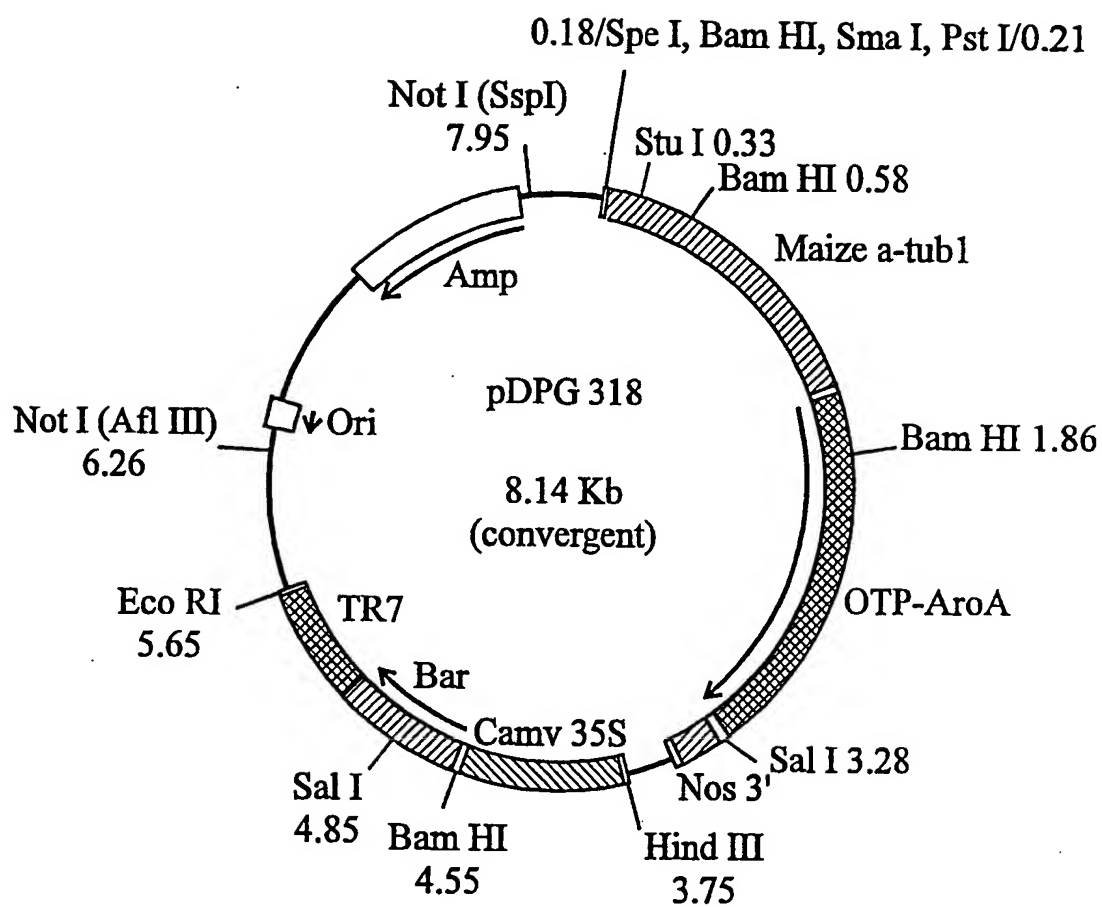 0.18/Spe I, Bam HI, Sma I, Pst I/0.21
Not I (SspI)
7.95
Stu I 0.33
Bam HI 0.58
Maize a-tub1
Amp
pDPG 318
Not I (Afl III)
6.26
Ori
Bam HI 1.86
8.14 Kb
(convergent)
Eco RI
5.65
TR7
OTP-AroA
Bar
Camv 35S
Sal I 3.28
Nos 3'
Sal I
4.85
Bam HI
4.55
Hind III
3.75